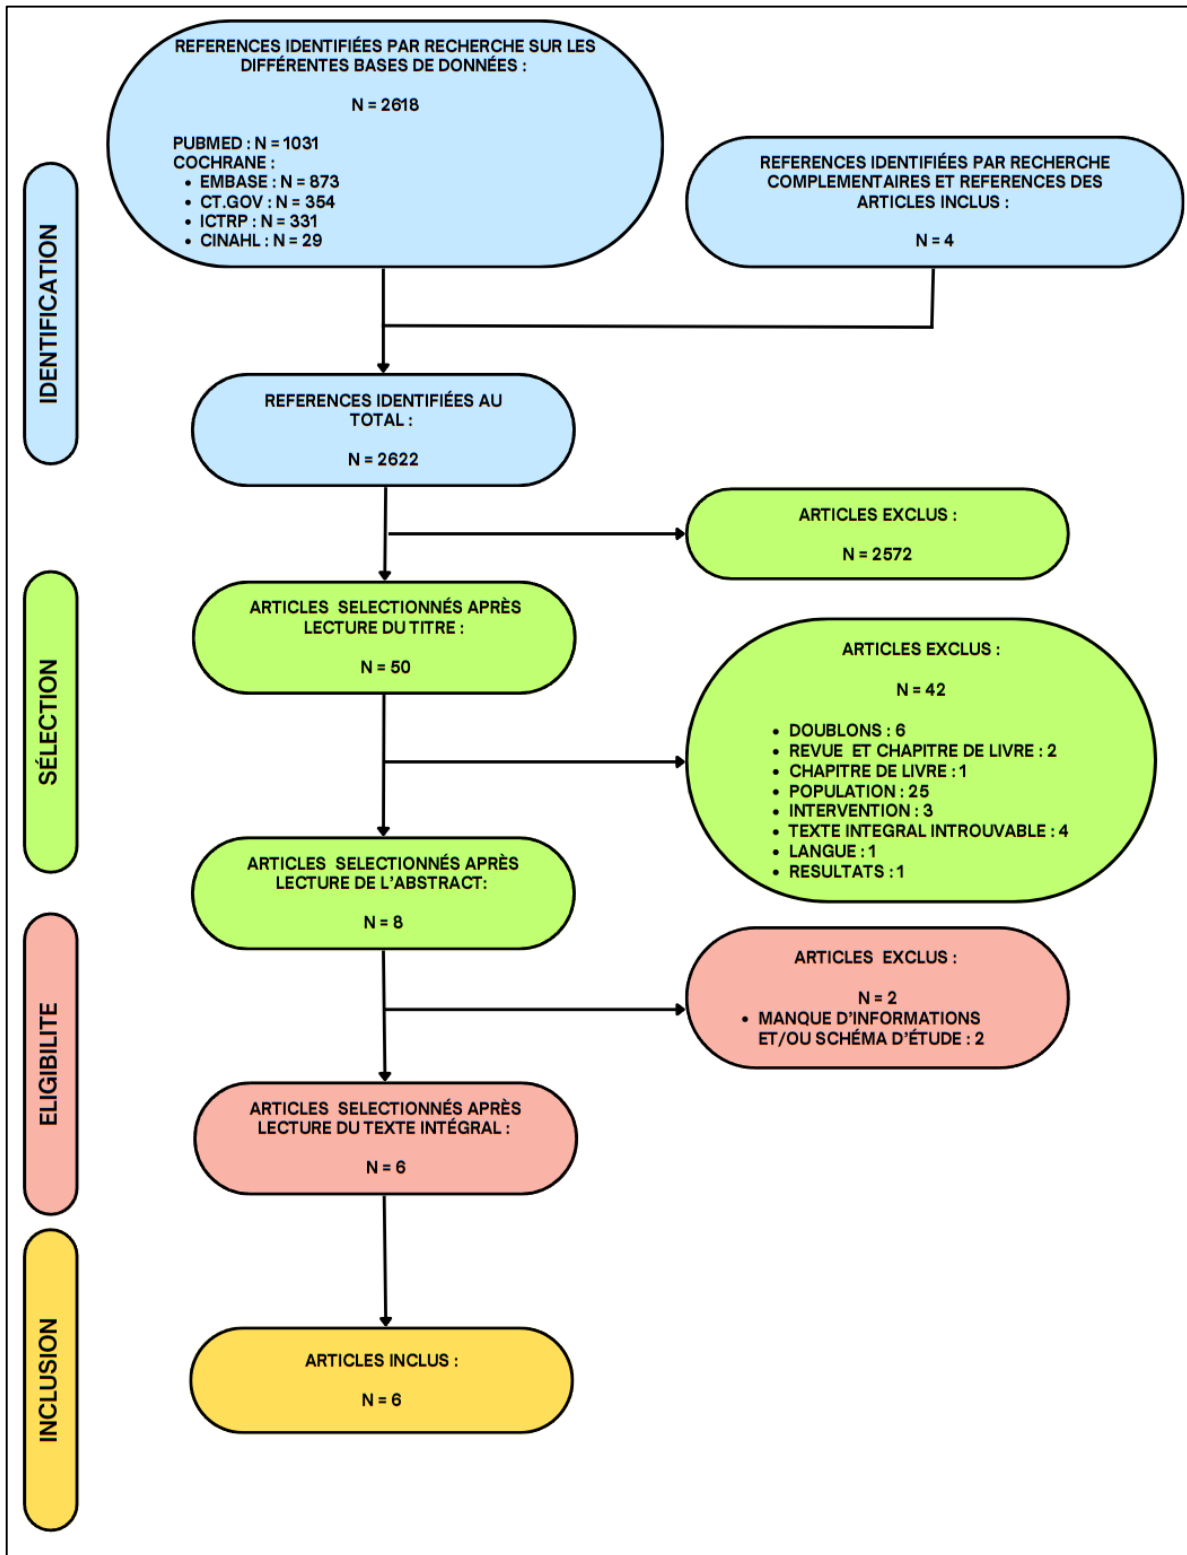 REFERENCES IDENTIFIÉES PAR RECHERCHE SUR LES
DIFFÉRENTES BASES DE DONNÉES :
N = 2618
PUBMED : N = 1031
COCHRANE :
• EMBASE : N = 873
• CT.GOV : N = 354
• ICTRP : N = 331
• CINAHL : N = 29
REFERENCES IDENTIFIÉES PAR RECHERCHE
COMPLEMENTAIRES ET REFERENCES DES
ARTICLES INCLUS :
N = 4
IDENTIFICATION
REFERENCES IDENTIFIÉES AU
TOTAL :
N = 2622
ARTICLES EXCLUS :
N = 2572
SÉLECTION
ARTICLES SELECTIONNÉS APRÈS
LECTURE DU TITRE :
N = 50
ARTICLES EXCLUS :
N = 42
• DOUBLONS : 6
• REVUE ET CHAPITRE DE LIVRE : 2
• CHAPITRE DE LIVRE : 1
• POPULATION : 25
• INTERVENTION : 3
• TEXTE INTEGRAL INTROUVABLE : 4
• LANGUE : 1
• RESULTATS : 1
ARTICLES SELECTIONNÉS APRÈS
LECTURE DE L'ABSTRACT:
N = 8
ELIGIBILITE
ARTICLES EXCLUS :
N = 2
• MANQUE D'INFORMATIONS
ET/OU SCHÉMA D'ÉTUDE : 2
ARTICLES SELECTIONNÉS APRÈS
LECTURE DU TEXTE INTÉGRAL :
N = 6
INCLUSION
ARTICLES INCLUS :
N = 6